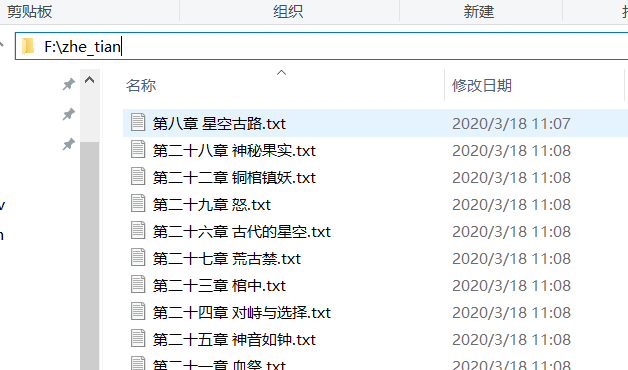 剪贴板 组织 新建 选
F:\zhe_tian
名称 修改日期
第八章 星空古路.txt 2020/3/18 11:07
第二十八章 神秘果实.txt 2020/3/18 11:08
第二十二章 铜棺镇妖.txt 2020/3/18 11:08
第二十九章 怒.txt 2020/3/18 11:08
第二十六章 古代的星空.txt 2020/3/18 11:08
第二十七章 荒古禁.txt 2020/3/18 11:08
第二十三章 棺中.txt 2020/3/18 11:08
第二十四章 对峙与选择.txt 2020/3/18 11:08
第二十五章 神音如钟.txt 2020/3/18 11:08
第二十一章 血祭.txt 2020/3/18 11:08